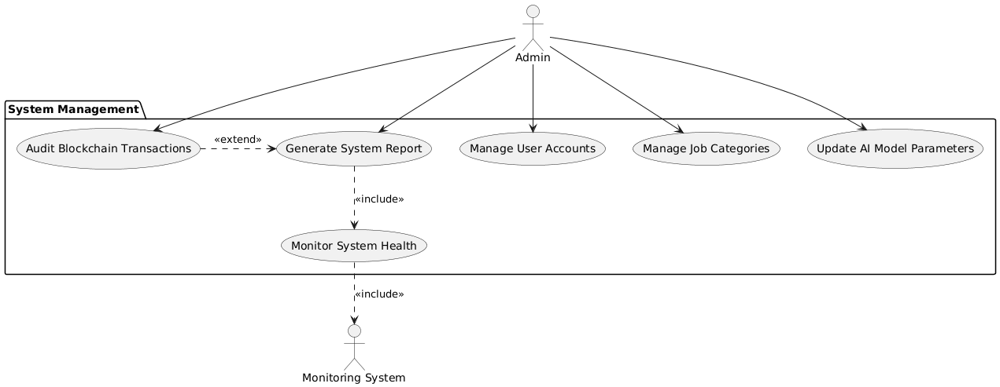 Admin
System Management
Audit Blockchain Transactions
«extend»
Generate System Report
Manage User Accounts
Manage Job Categories
Update AI Model Parameters
«include»
Monitor System Health
«include»
Monitoring System